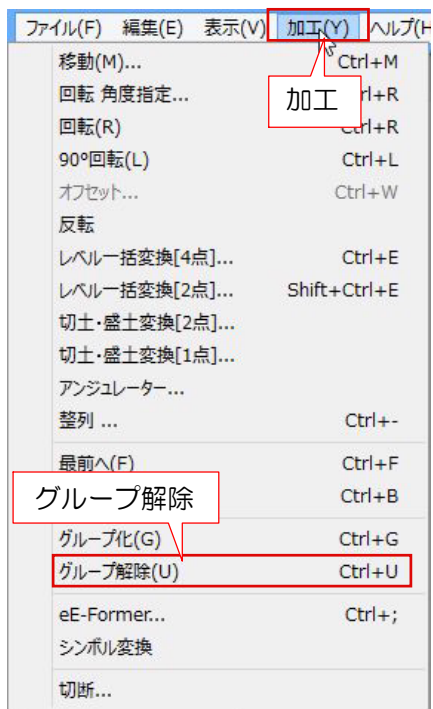 ファイル(F) 編集(E) 表示(V) 加工(Y) ヘルプ(H
移動(M)... Ctrl+M
加工
回転 角度指定... rl+R
回転(R) Ctrl+R
90°回転(L) Ctrl+L
オフセット... Ctrl+W
反転
レベル一括変換[4点]... Ctrl+E
レベル一括変換[2点]... Shift+Ctrl+E
切土・盛土変換[2点]...
切土・盛土変換[1点]...
アンジュレーター...
整列 ... Ctrl+-
最前へ(F) Ctrl+F
グループ解除
Ctrl+B
グループ化(G) Ctrl+G
グループ解除(U) Ctrl+U
eE-Former... Ctrl+;
シンボル変換
切断...